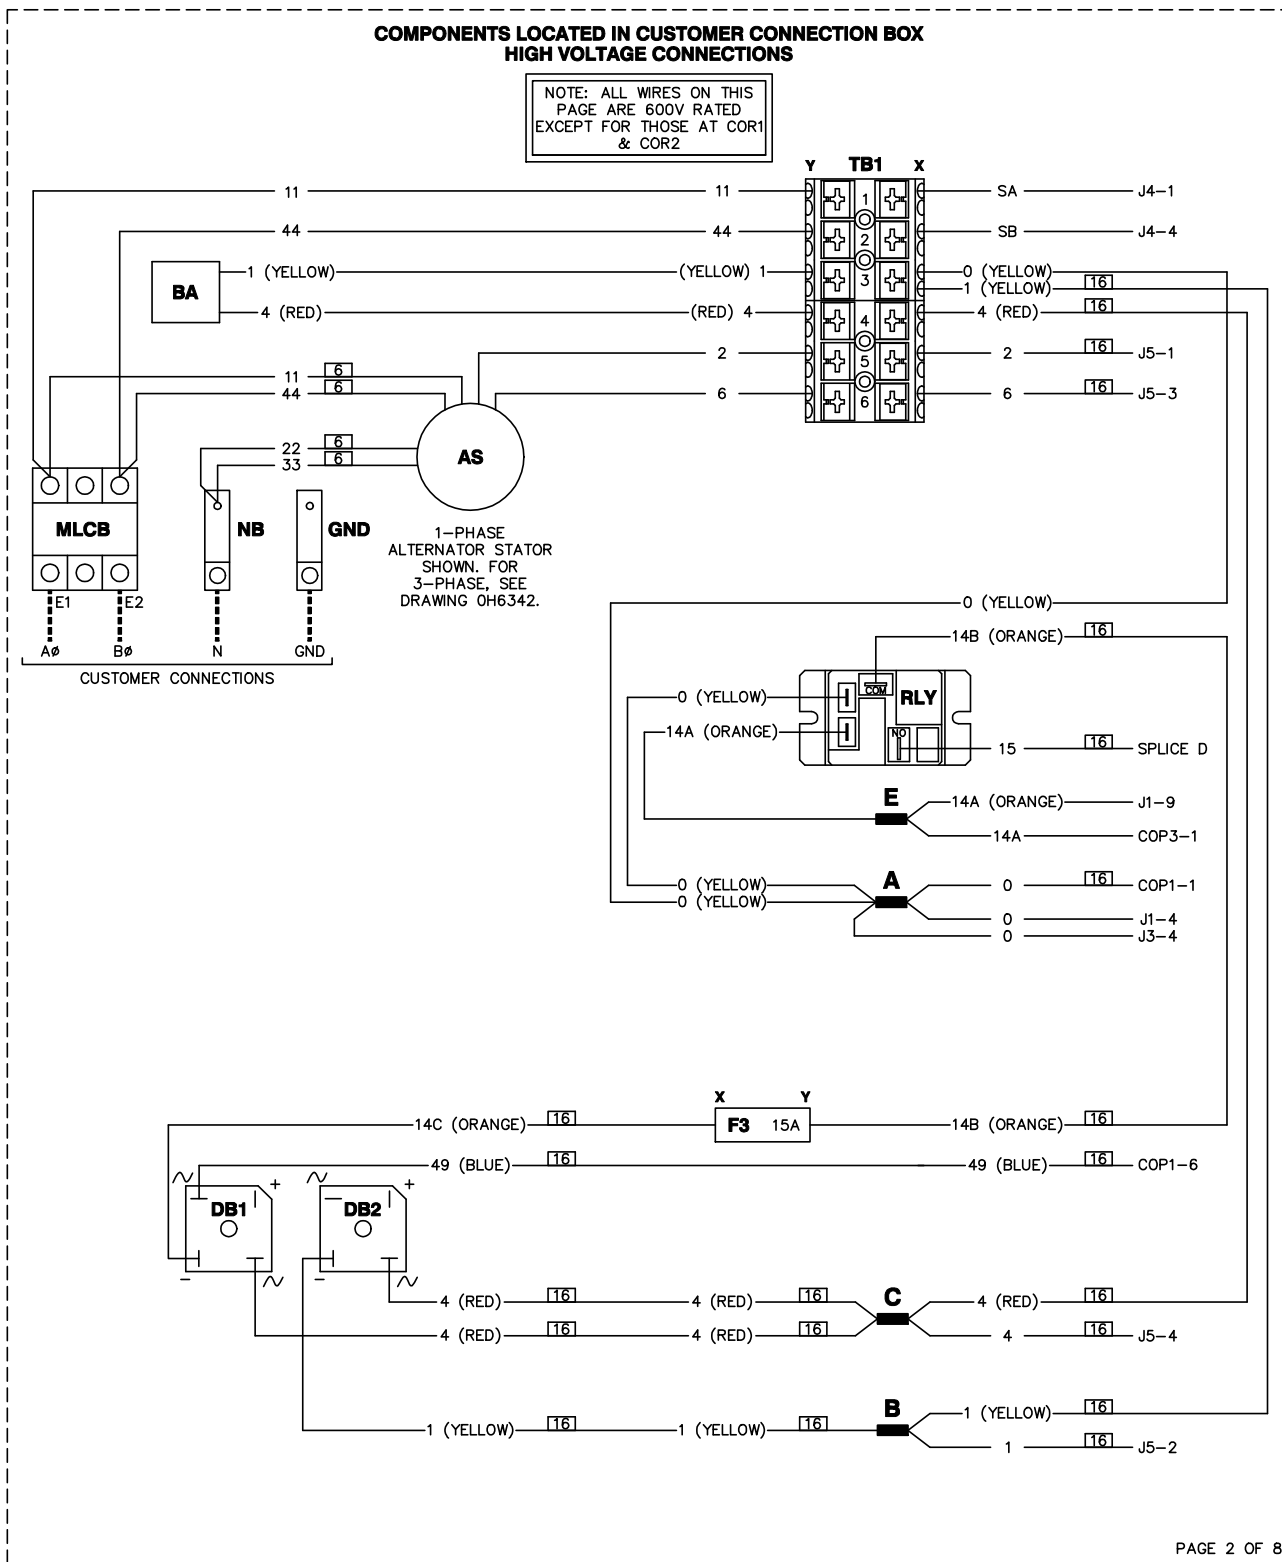 COMPONENTS LOCATED IN CUSTOMER CONNECTION BOX
HIGH VOLTAGE CONNECTIONS
NOTE: ALL WIRES ON THIS
PAGE ARE 600V RATED
EXCEPT FOR THOSE AT COR1
& COR2
Y TB1 X
11 11 1 SA J4-1
44 44 2 SB J4-4
BA
1 (YELLOW) (YELLOW) 1 3 0 (YELLOW)
1 (YELLOW) 16
4 (RED) (RED) 4 4 4 (RED) 16
2 5 2 16 J5-1
11 6
44 6
6 6 6 16 J5-3
22 6
33 6
AS
MLCB
NB
GND
1-PHASE
ALTERNATOR STATOR
SHOWN. FOR
3-PHASE, SEE
DRAWING 0H6342.
E1 E2
AØ BØ N GND
CUSTOMER CONNECTIONS
0 (YELLOW)
14B (ORANGE) 16
0 (YELLOW) COM RLY
14A (ORANGE) NO
15 16 SPLICE D
E
14A (ORANGE) J1-9
14A COP3-1
A
0 (YELLOW) 0 16 COP1-1
0 (YELLOW)
0 J1-4
0 J3-4
X Y
14C (ORANGE) 16 F3 15A 14B (ORANGE) 16
49 (BLUE) 16 49 (BLUE) 16 COP1-6
+ +
DB1 DB2
- -
4 (RED) 16 4 (RED) 16 C 4 (RED) 16
4 (RED) 16 4 (RED) 16 4 16 J5-4
B
1 (YELLOW) 16
1 (YELLOW) 16 1 (YELLOW) 16
1 16 J5-2
PAGE 2 OF 8